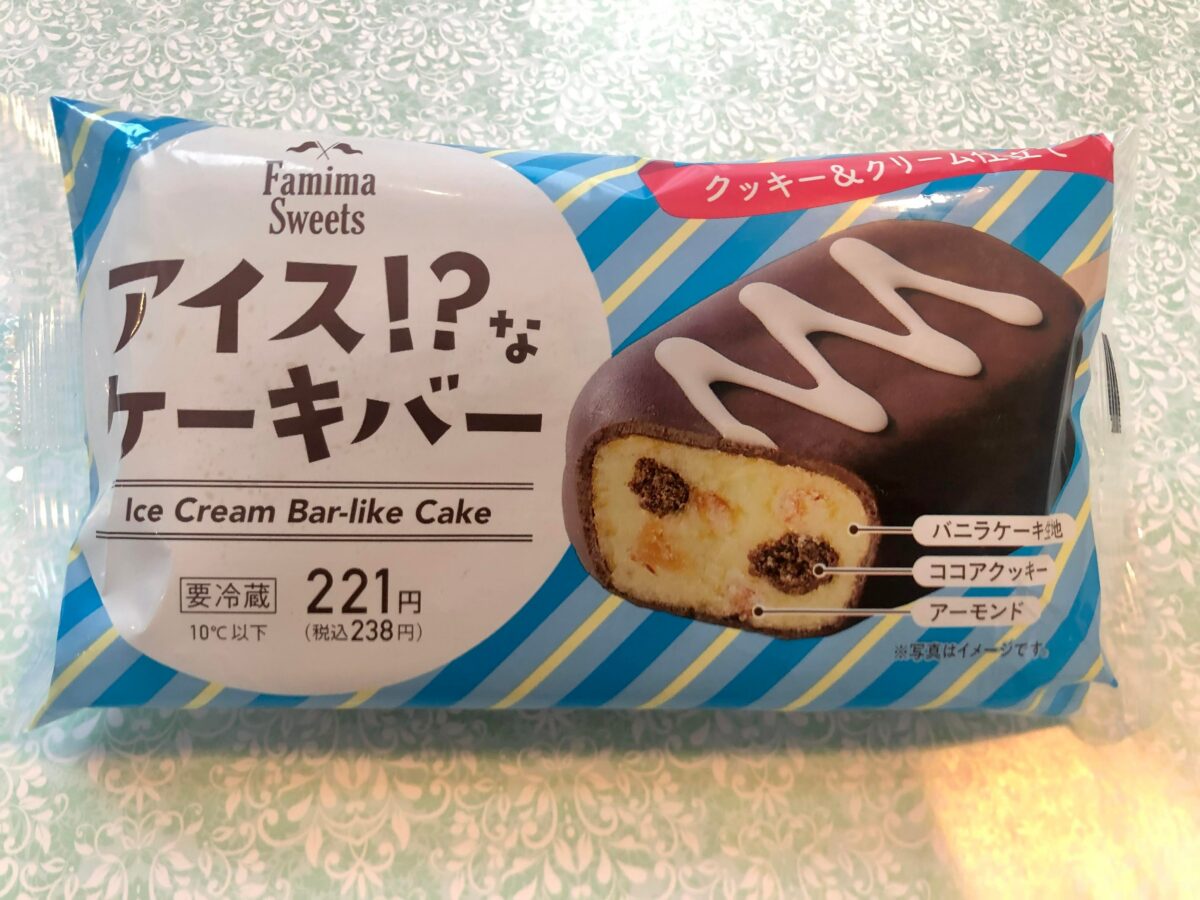 Famima
Sweets
クッキー&クリーム仕立て
アイス!?な
ケーキバー
Ice Cream Bar-like Cake
要冷蔵
10℃以下
221円
(税込238円)
バニラケーキ生地
ココアクッキー
アーモンド
※写真はイメージです。